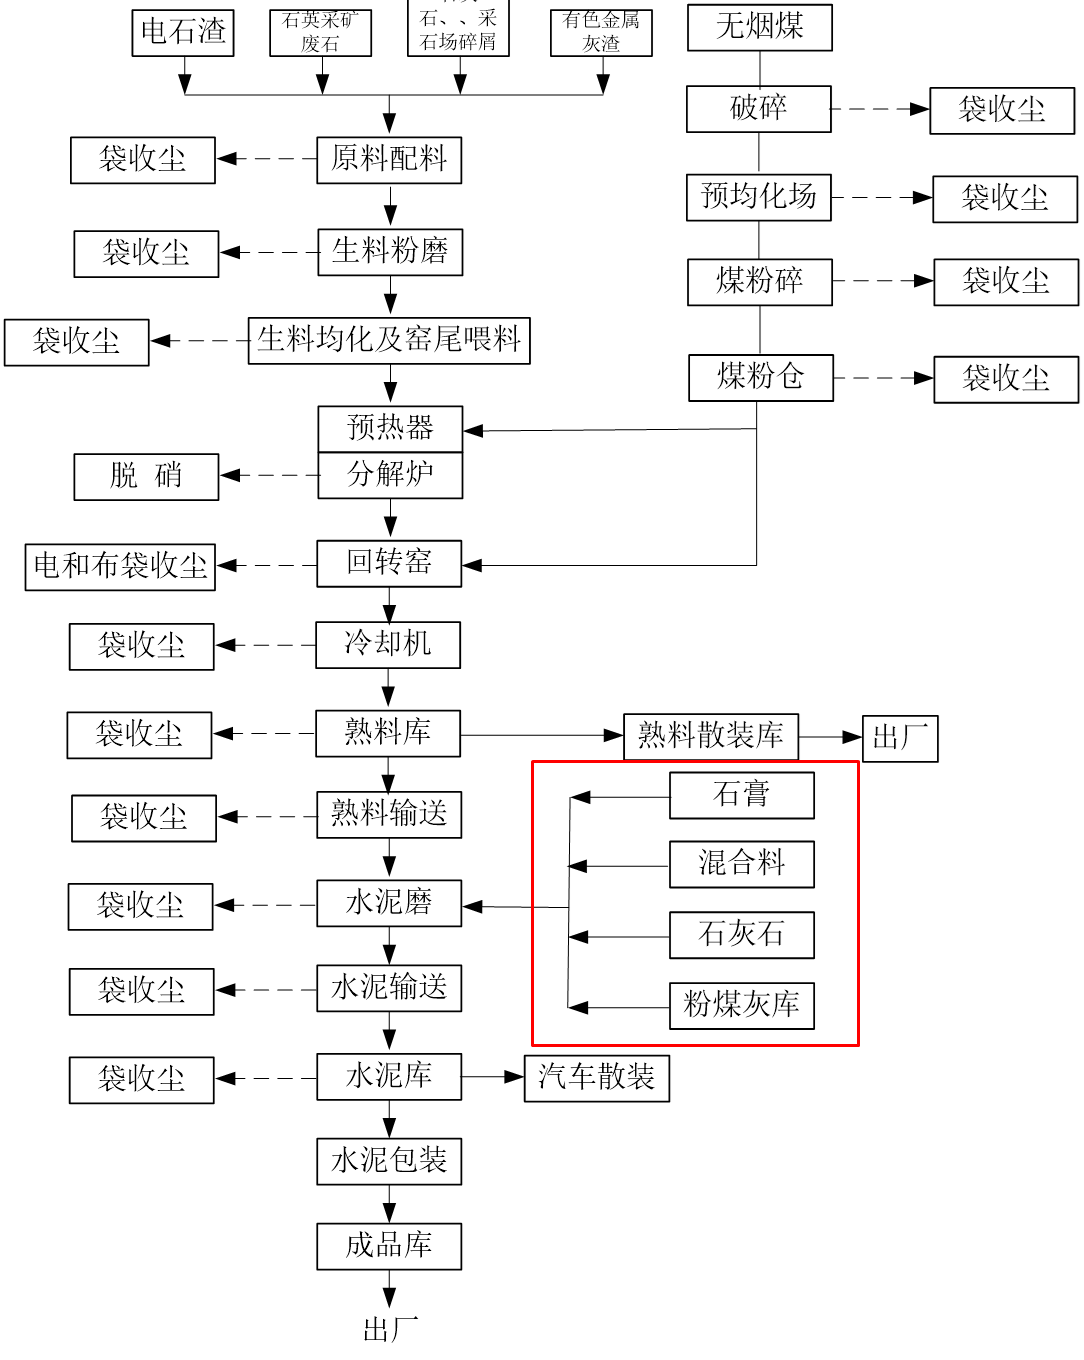 电石渣
石英采矿
废石
石、、采
石场碎屑
有色金属
灰渣
无烟煤
破碎
袋收尘
袋收尘
原料配料
预均化场
袋收尘
袋收尘
生料粉磨
煤粉碎
袋收尘
袋收尘
生料均化及窑尾喂料
煤粉仓
袋收尘
预热器
脱 硝
分解炉
电和布袋收尘
回转窑
袋收尘
冷却机
袋收尘
熟料库
熟料散装库
出厂
石膏
袋收尘
熟料输送
混合料
袋收尘
水泥磨
石灰石
袋收尘
水泥输送
粉煤灰库
袋收尘
水泥库
汽车散装
水泥包装
成品库
出厂